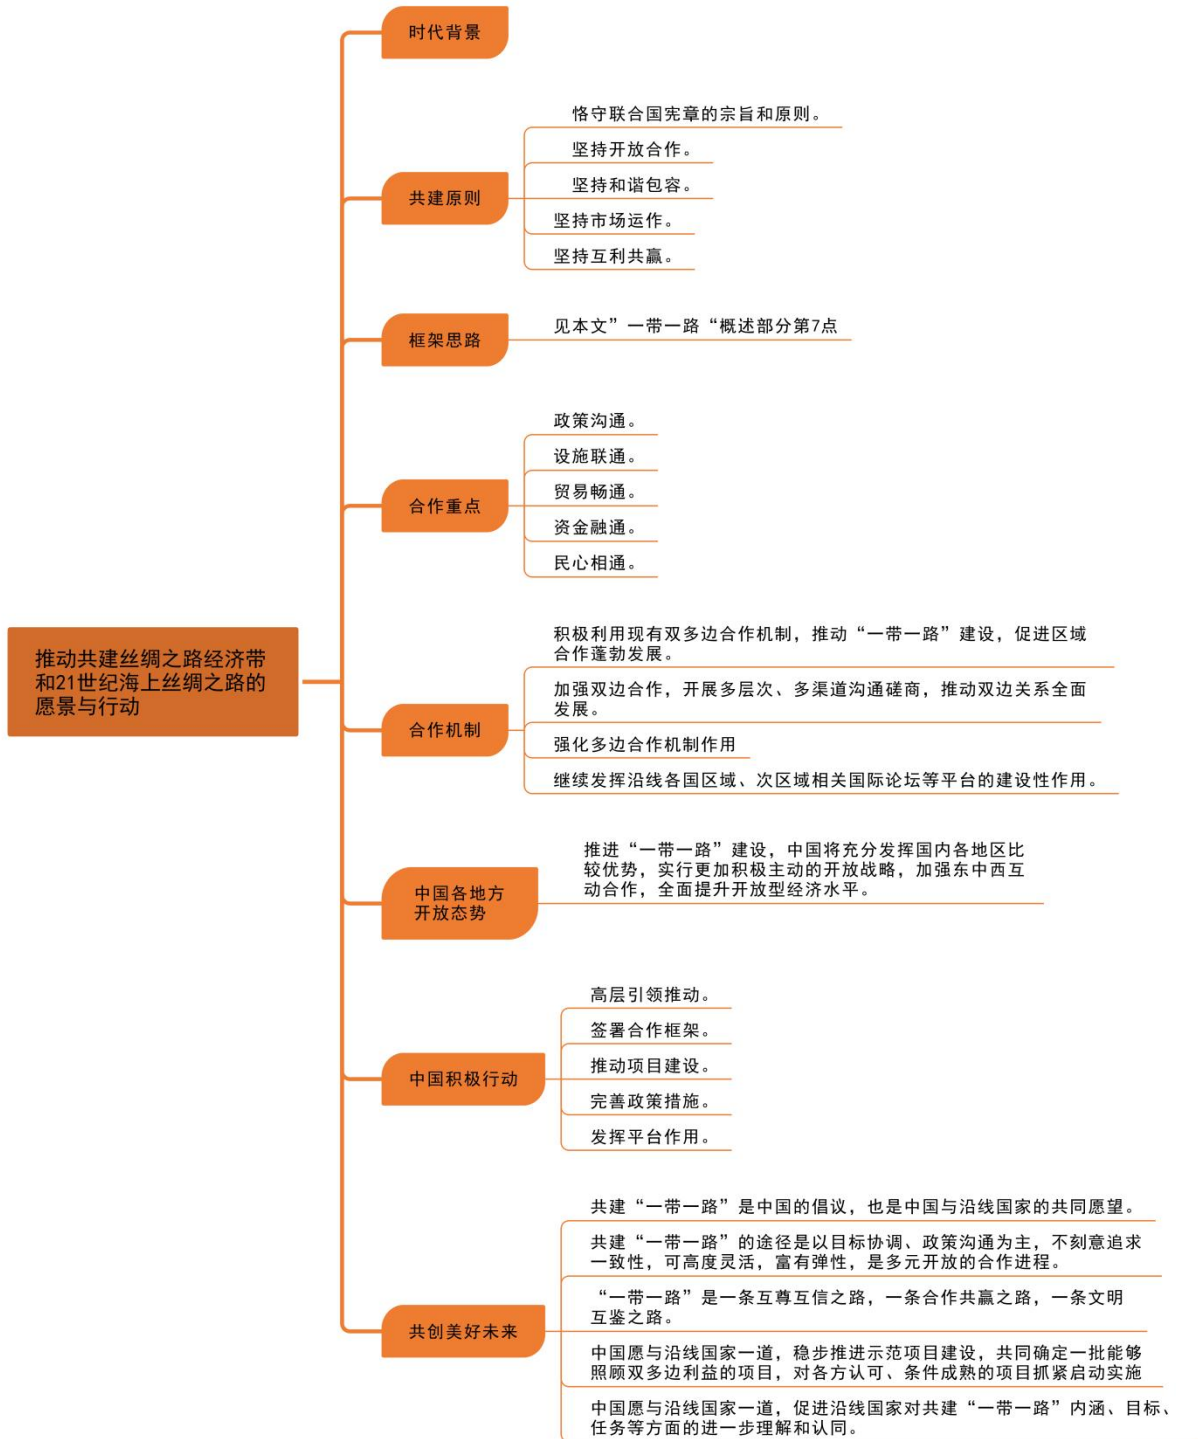 推动共建丝绸之路经济带
和21世纪海上丝绸之路的
愿景与行动
时代背景
共建原则
恪守联合国宪章的宗旨和原则。
坚持开放合作。
坚持和谐包容。
坚持市场运作。
坚持互利共赢。
框架思路
见本文”一带一路“概述部分第7点
合作重点
政策沟通。
设施联通。
贸易畅通。
资金融通。
民心相通。
合作机制
积极利用现有双多边合作机制，推动“一带一路”建设，促进区域
合作蓬勃发展。
加强双边合作，开展多层次、多渠道沟通磋商，推动双边关系全面
发展。
强化多边合作机制作用
继续发挥沿线各国区域、次区域相关国际论坛等平台的建设性作用。
中国各地方
开放态势
推进“一带一路”建设，中国将充分发挥国内各地区比
较优势，实行更加积极主动的开放战略，加强东中西互
动合作，全面提升开放型经济水平。
中国积极行动
高层引领推动。
签署合作框架。
推动项目建设。
完善政策措施。
发挥平台作用。
共创美好未来
共建“一带一路”是中国的倡议，也是中国与沿线国家的共同愿望。
共建“一带一路”的途径是以目标协调、政策沟通为主，不刻意追求
一致性，可高度灵活，富有弹性，是多元开放的合作进程。
“一带一路”是一条互尊互信之路，一条合作共赢之路，一条文明
互鉴之路。
中国愿与沿线国家一道，稳步推进示范项目建设，共同确定一批能够
照顾双多边利益的项目，对各方认可、条件成熟的项目抓紧启动实施
中国愿与沿线国家一道，促进沿线国家对共建“一带一路”内涵、目标、
任务等方面的进一步理解和认同。